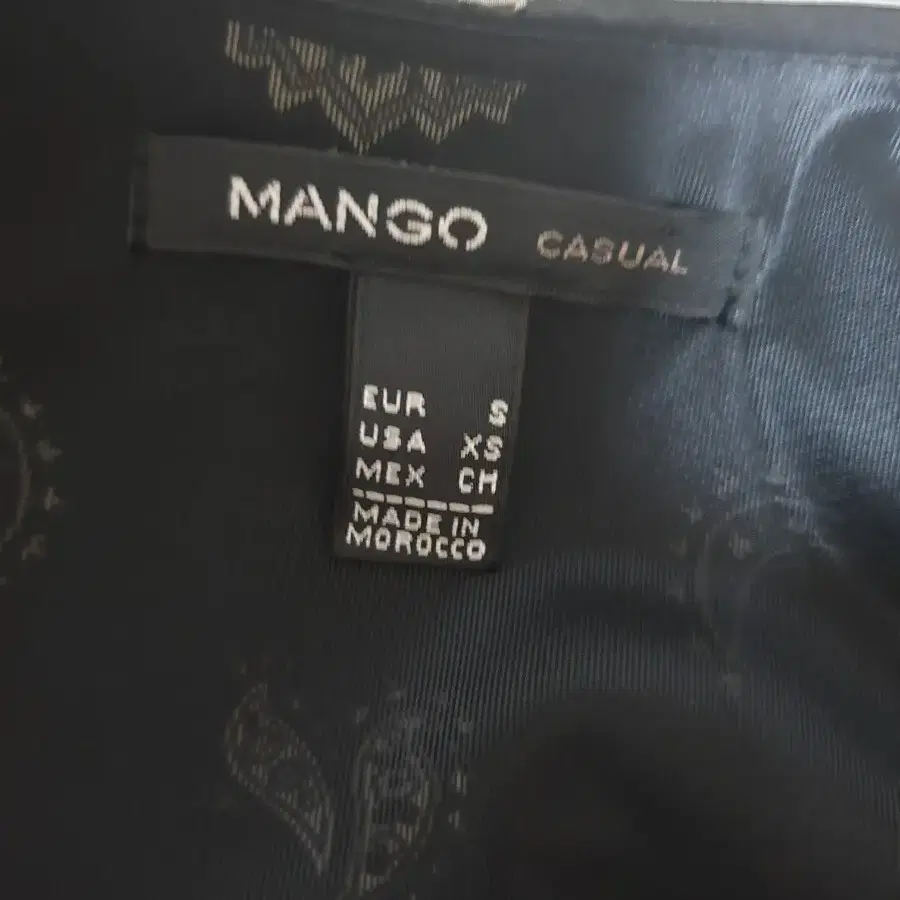 MANGO CASUAL
EUR S
USA XS
MEX CH
MADE IN
MOROCCO